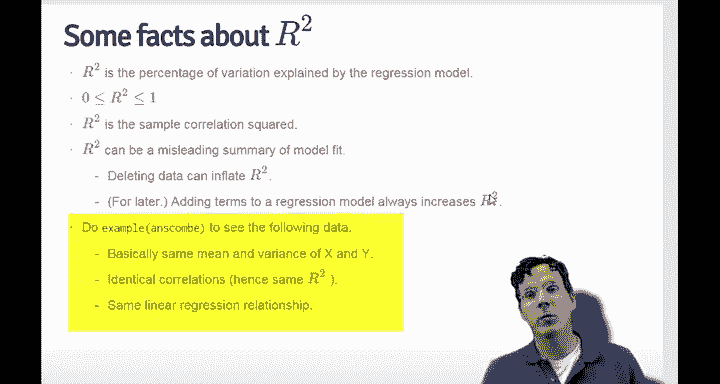 Some facts about R²
· R² is the percentage of variation explained by the regression model.
· 0 ≤ R² ≤ 1
· R² is the sample correlation squared.
· R² can be a misleading summary of model fit.
- Deleting data can inflate R².
- (For later.) Adding terms to a regression model always increases R².
· Do example(anscombe) to see the following data.
- Basically same mean and variance of X and Y.
- Identical correlations (hence same R² ).
- Same linear regression relationship.